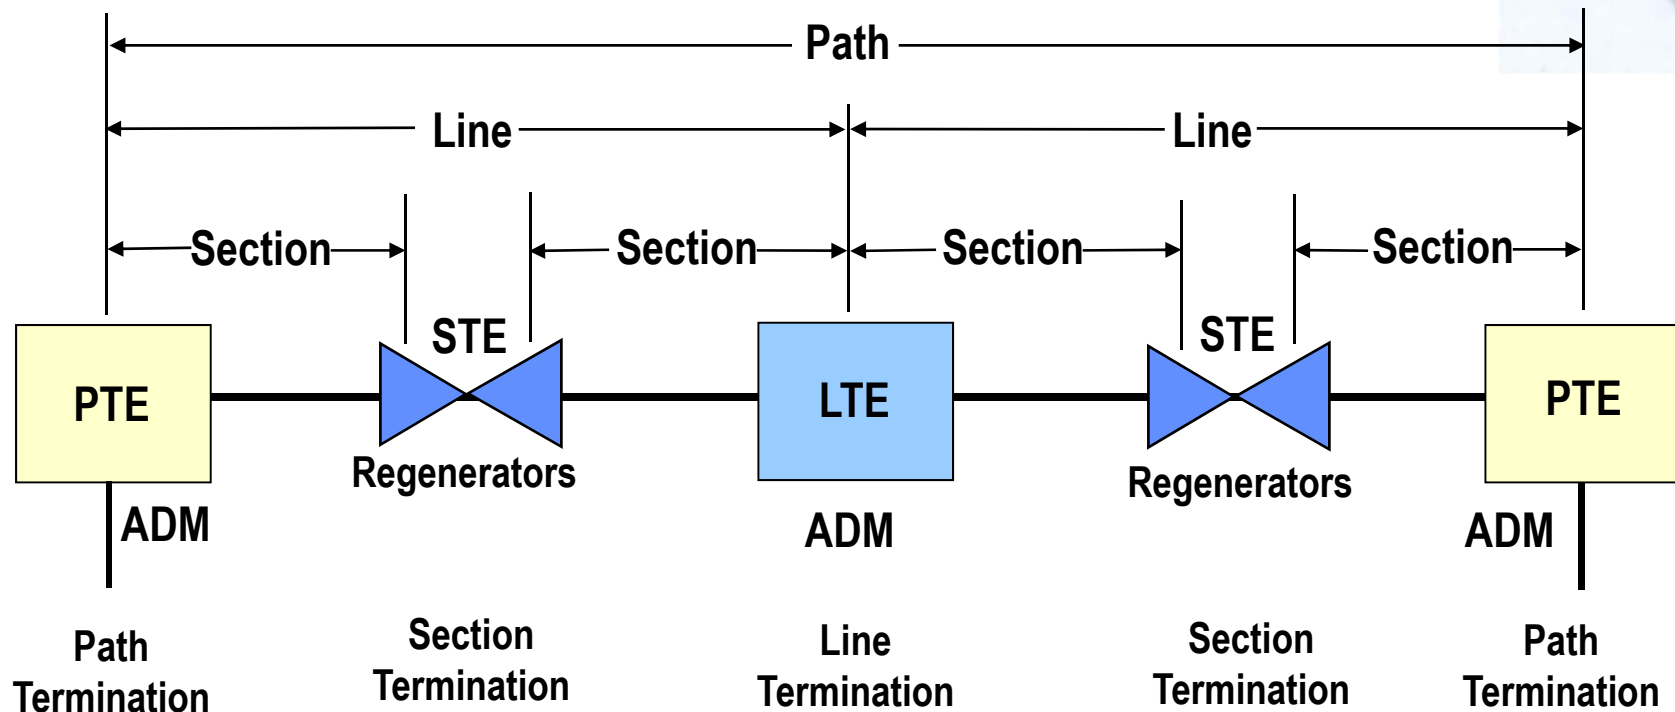 Path
Line Line
Section Section Section Section
STE STE
PTE LTE PTE
Regenerators Regenerators
ADM ADM ADM
Path Section Line Section Path
Termination Termination Termination Termination Termination